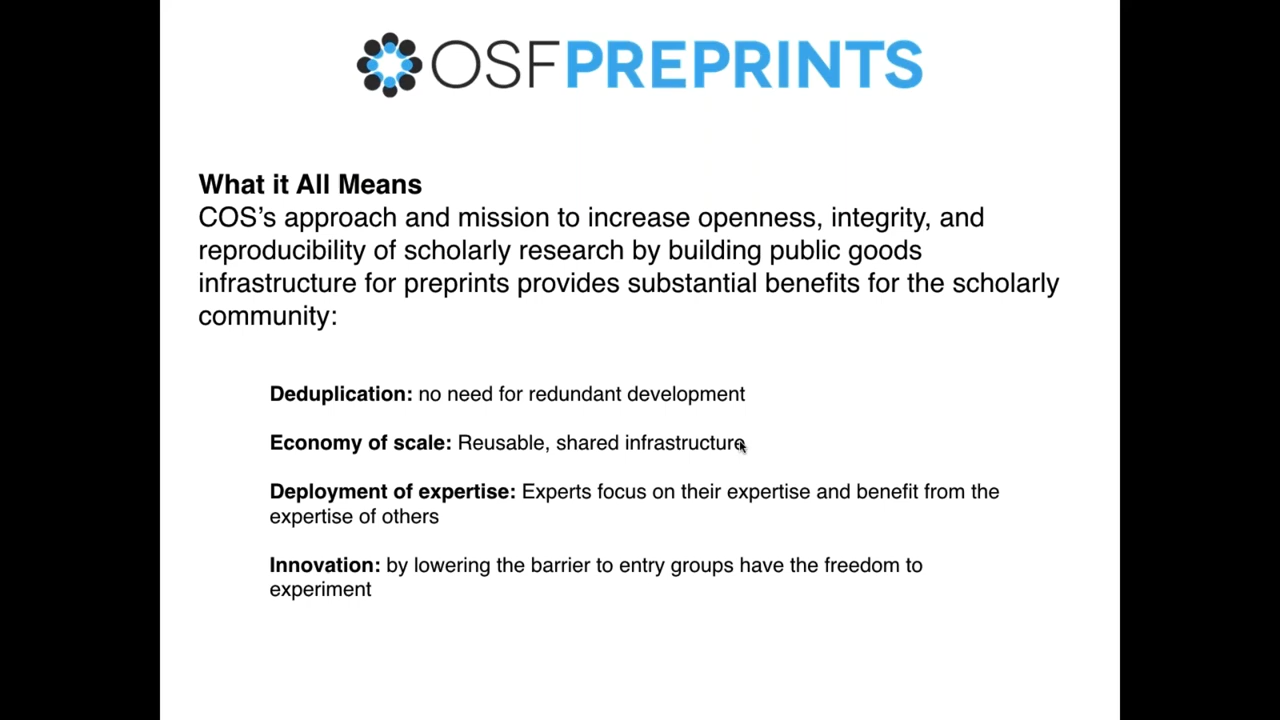 OSFPREPRINTS
What it All Means
COS’s approach and mission to increase openness, integrity, and
reproducibility of scholarly research by building public goods
infrastructure for preprints provides substantial benefits for the scholarly
community:
Deduplication: no need for redundant development
Economy of scale: Reusable, shared infrastructure
Deployment of expertise: Experts focus on their expertise and benefit from the
expertise of others
Innovation: by lowering the barrier to entry groups have the freedom to
experiment